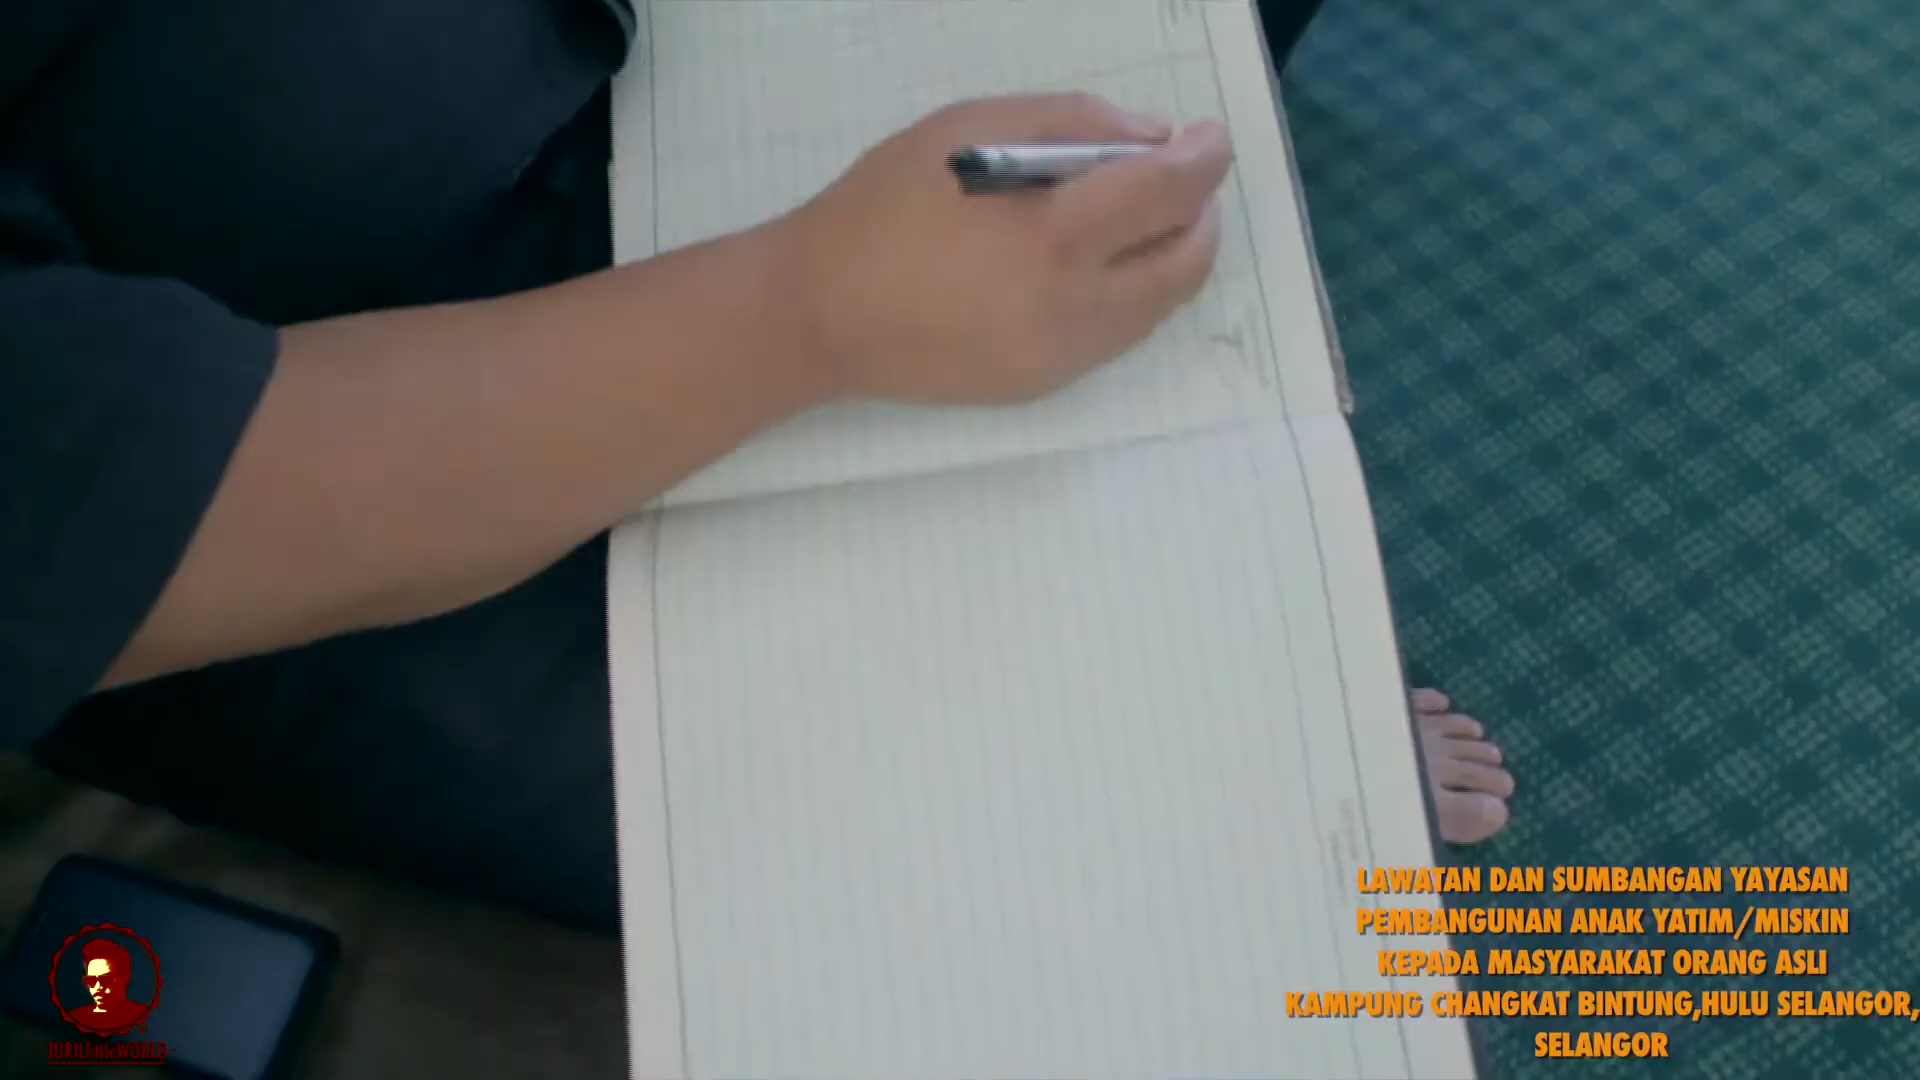 LAWATAN DAN SUMBANGAN YAYASAN
PEMBANGUNAN ANAK YATIM/MISKIN
KEPADA MASYARAKAT ORANG ASLI
KAMPUNG CHANGKAT BINTUNG,HULU SELANGOR,
SELANGOR